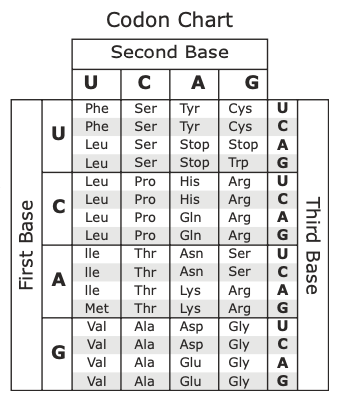 Codon Chart
Second Base
U C A G
Phe Ser Tyr Cys U
Phe Ser Tyr Cys C
U
Leu Ser Stop Stop A
Leu Ser Stop Trp G
Leu Pro His Arg U
Leu Pro His Arg C
C
Leu Pro Gln Arg A
Leu Pro Gln Arg G
First Base
Third Base
Ile Thr Asn Ser U
Ile Thr Asn Ser C
A
Ile Thr Lys Arg A
Met Thr Lys Arg G
Val Ala Asp Gly U
Val Ala Asp Gly C
G
Val Ala Glu Gly A
Val Ala Glu Gly G